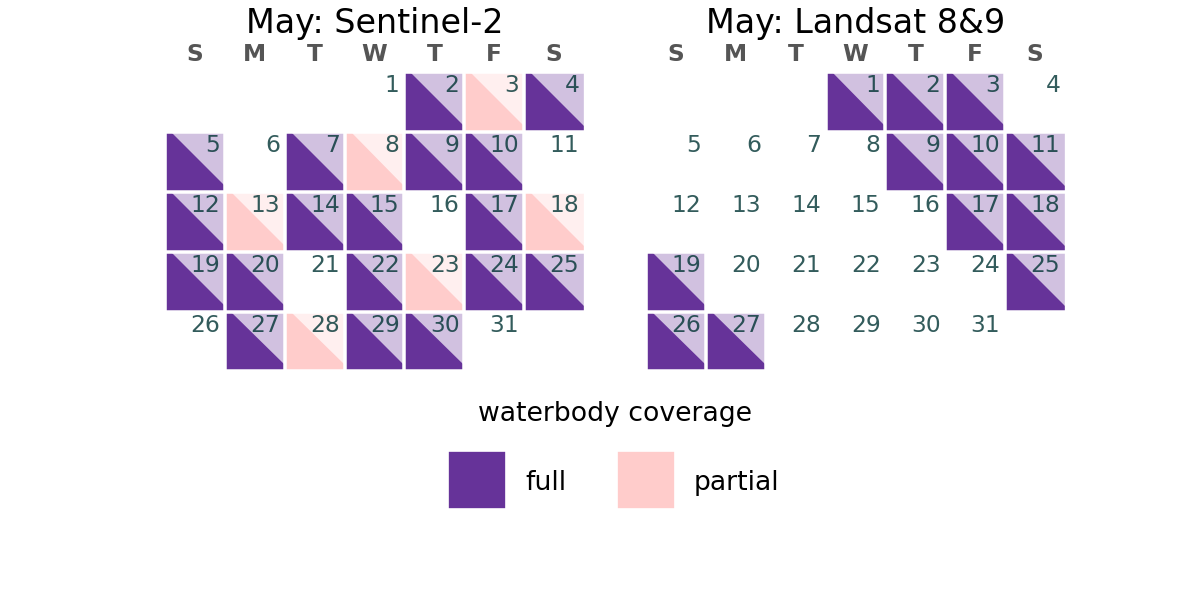 May: Sentinel-2
S M T W T F S
1 2 3 4
5 6 7 8 9 10 11
12 13 14 15 16 17 18
19 20 21 22 23 24 25
26 27 28 29 30 31
May: Landsat 8&9
S M T W T F S
1 2 3 4
5 6 7 8 9 10 11
12 13 14 15 16 17 18
19 20 21 22 23 24 25
26 27 28 29 30 31
waterbody coverage
full partial